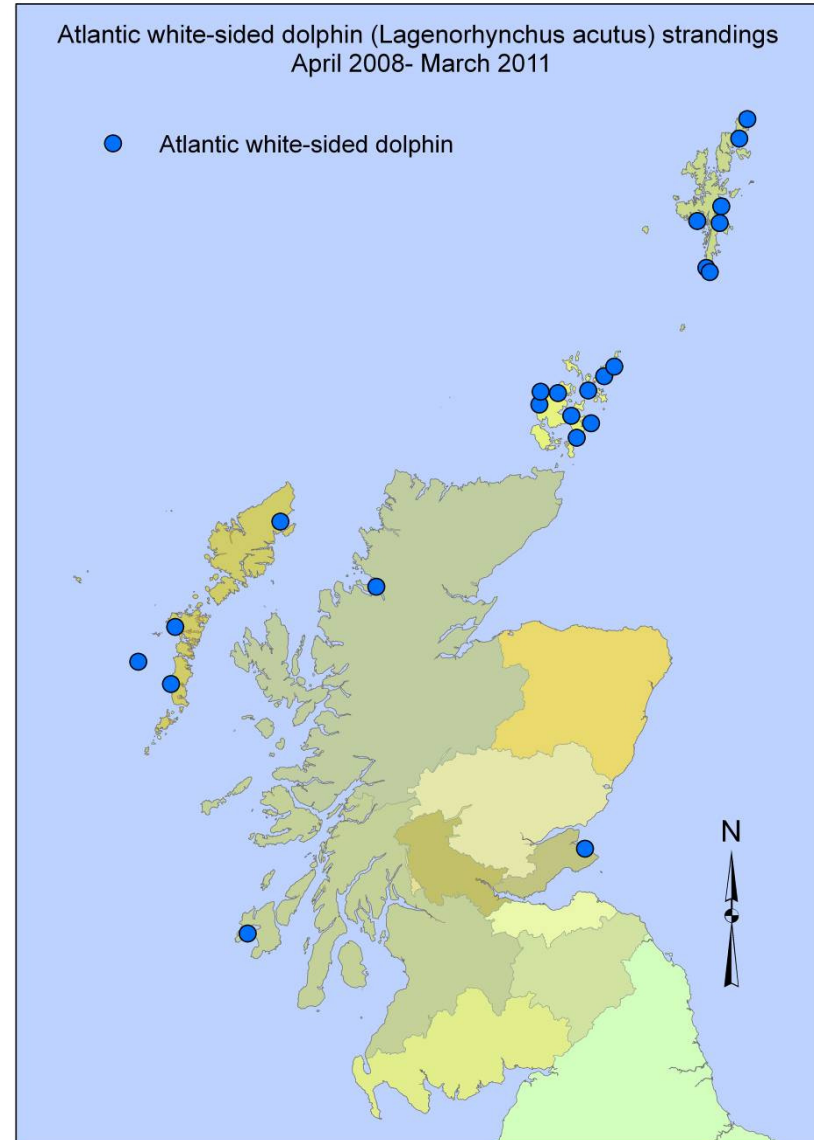 Atlantic white-sided dolphin (Lagenorhynchus acutus) strandings
April 2008- March 2011
Atlantic white-sided dolphin
N